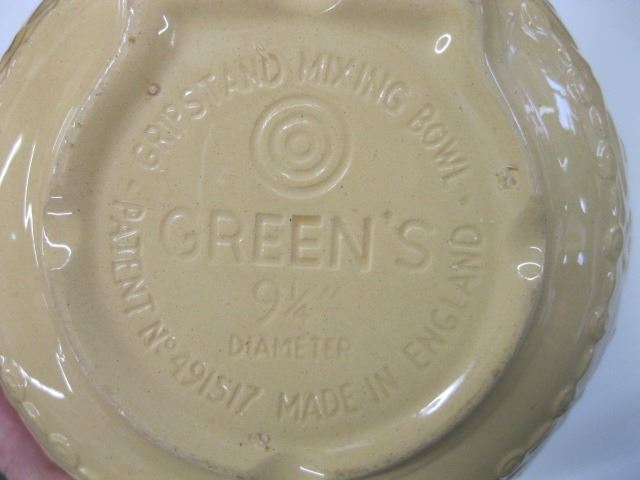 GRIPSTAND MIXING BOWL -
GREEN'S
9¼"
DIAMETER
PATENT Nº 491517 MADE IN ENGLAND